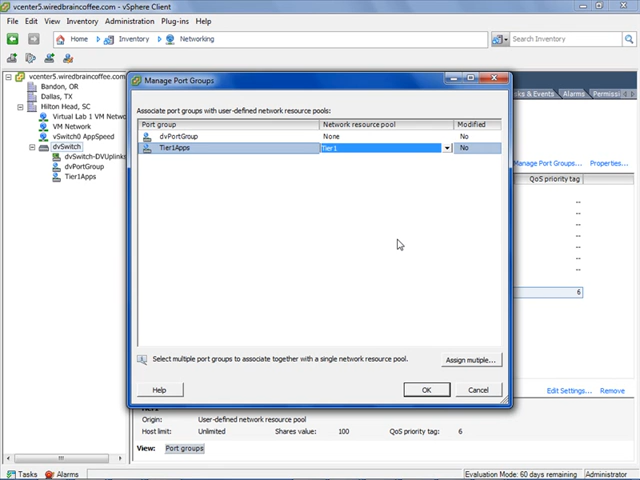 vcenter5.wiredbraincoffee.com - vSphere Client
File Edit View Inventory Administration Plug-ins Help
Home Inventory Networking Search Inventory
vcenter5.wiredbraincoffee.com
Bandon, OR
Dallas, TX
Hilton Head, SC
Virtual Lab 1 VM Netwo
VM Network
vSwitch0 AppSpeed
dvSwitch
dvSwitch-DVUplinks
dvPortGroup
Tier1Apps
Manage Port Groups
Associate port groups with user-defined network resource pools:
Port group Network resource pool Modified
dvPortGroup None No
Tier1Apps Tier1 No
Select multiple port groups to associate together with a single network resource pool. Assign mutiple...
Help OK Cancel
ks & Events Alarms Permissi
Manage Port Groups... Properties...
QoS priority tag
--
--
--
--
--
--
6
Edit Settings... Remove
Origin: User-defined network resource pool
Host limit: Unlimited Shares value: 100 QoS priority tag: 6
View: Port groups
Tasks Alarms Evaluation Mode: 60 days remaining Administrator